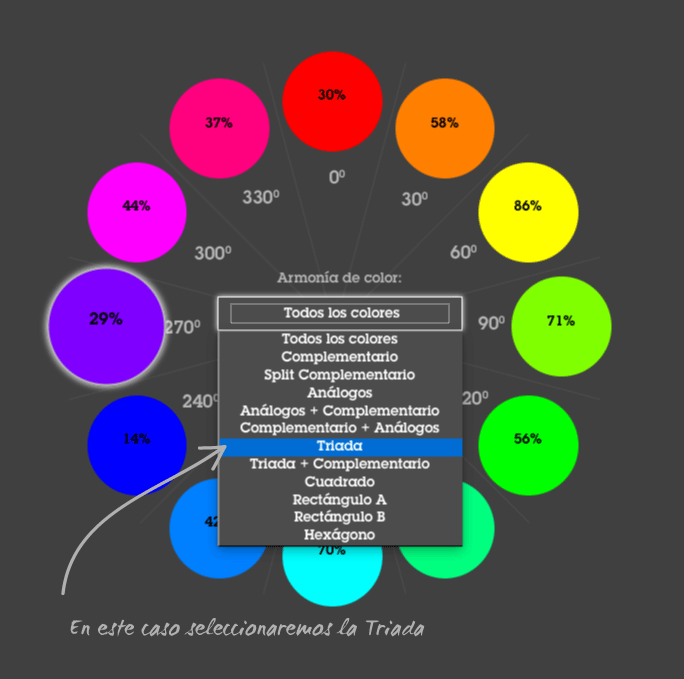 30%
37%
58%
0º
44%
330º
30º
86%
300º
60º
Armonía de color:
Todos los colores
29%
270º
90º
71%
Todos los colores
Complementario
Split Complementario
Análogos
240º
20º
Análogos + Complementario
Complementario + Análogos
14%
Triada
56%
Triada + Complementario
Cuadrado
Rectángulo A
42
Rectángulo B
Hexágono
70%
En este caso seleccionaremos la Triada